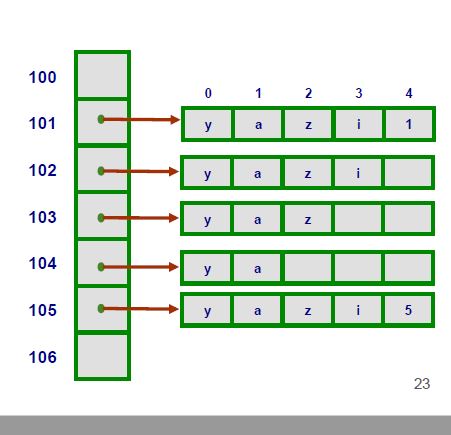 100
0 1 2 3 4
101 y a z i 1
102 y a z i
103 y a z
104 y a
105 y a z i 5
106
23